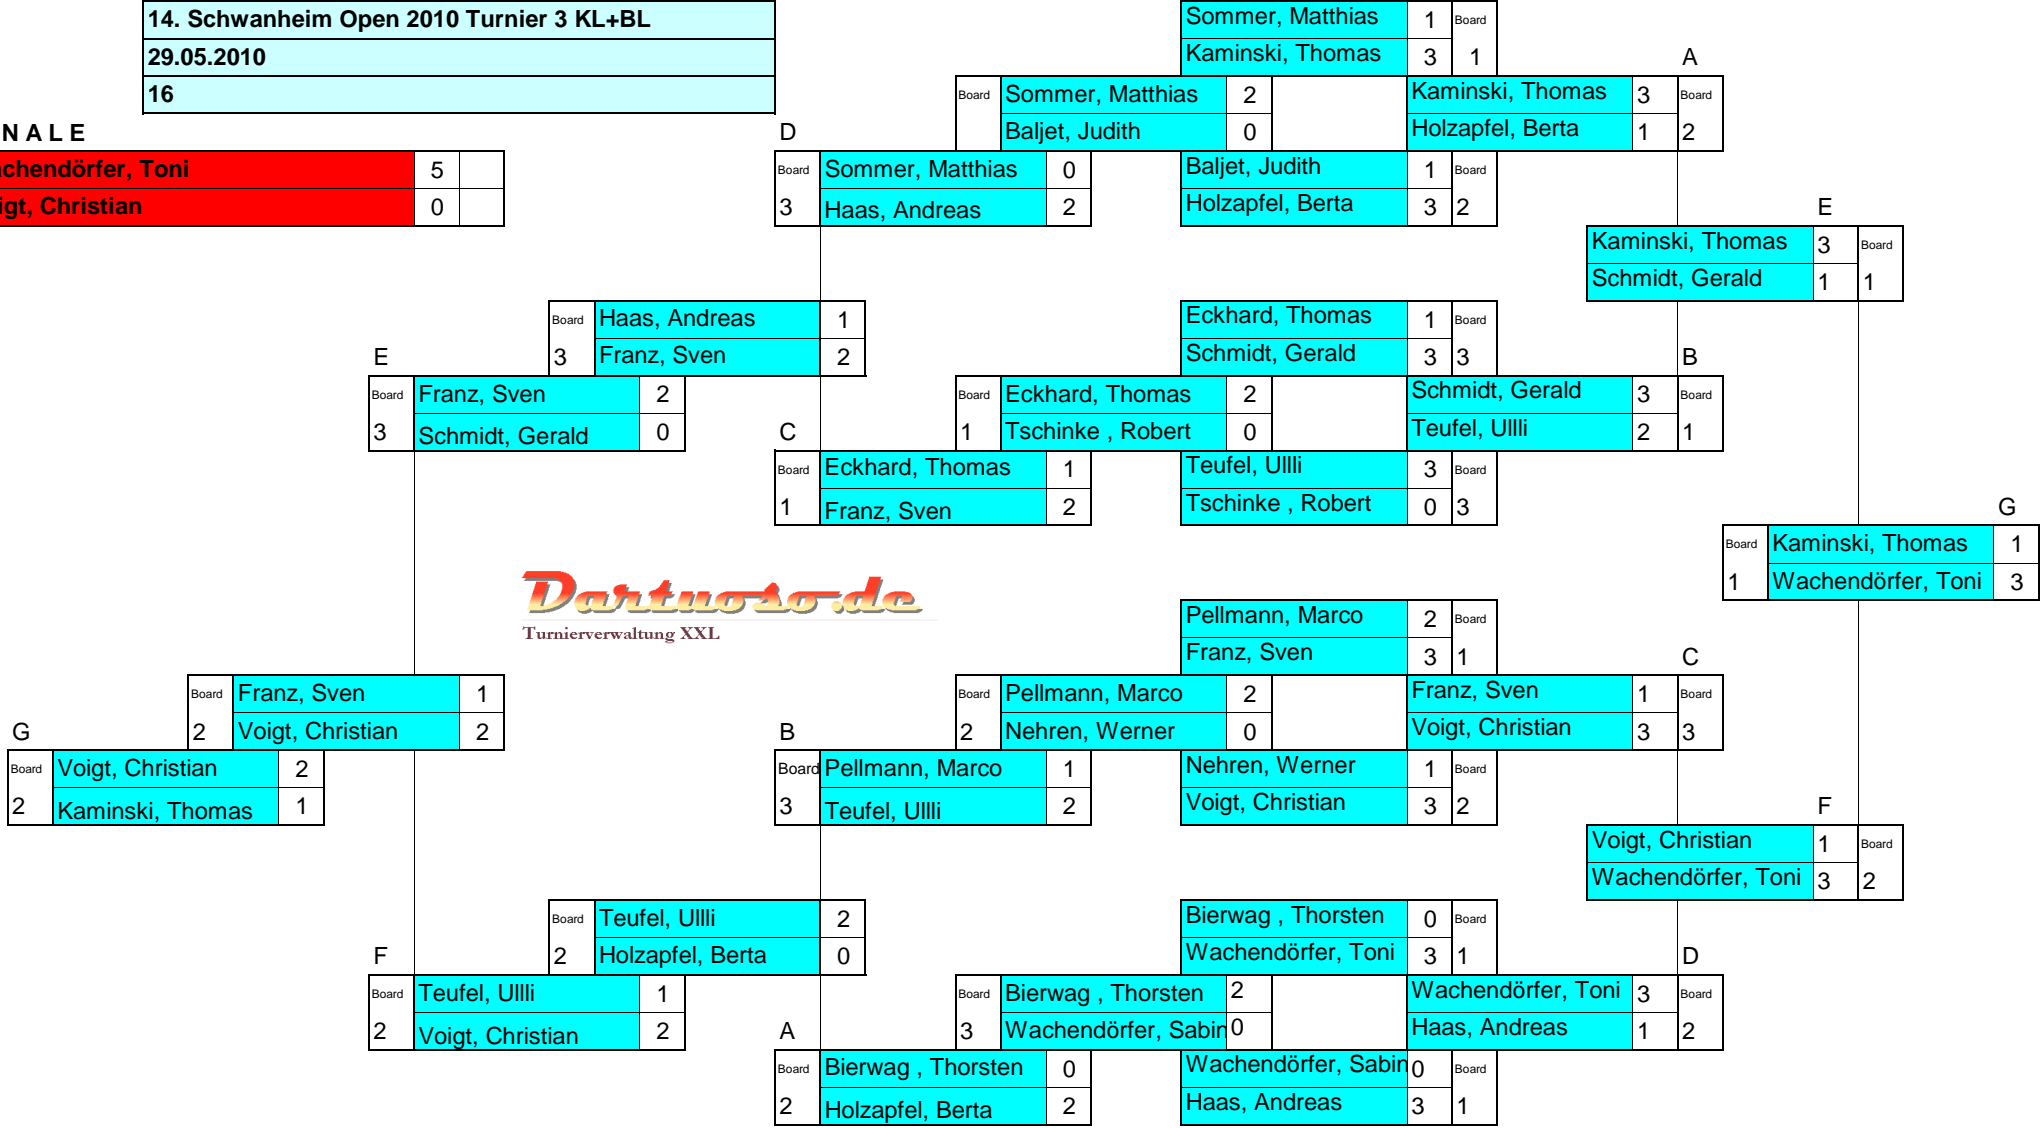 14. Schwanheim Open 2010 Turnier 3 KL+BL
29.05.2010
16
N A L E
achendörfer, Toni 5
igt, Christian 0
Sommer, Matthias 1 Board
Kaminski, Thomas 3 1
A
Board Sommer, Matthias 2
Baljet, Judith 0
Kaminski, Thomas 3 Board
Holzapfel, Berta 1 2
D
Board Sommer, Matthias 0
3 Haas, Andreas 2
Baljet, Judith 1 Board
Holzapfel, Berta 3 2
E
Kaminski, Thomas 3 Board
Schmidt, Gerald 1 1
Board Haas, Andreas 1
3 Franz, Sven 2
Eckhard, Thomas 1 Board
Schmidt, Gerald 3 3
E
B
Board Franz, Sven 2
3 Schmidt, Gerald 0
Board Eckhard, Thomas 2
1 Tschinke , Robert 0
Schmidt, Gerald 3 Board
Teufel, Ullli 2 1
C
Board Eckhard, Thomas 1
1 Franz, Sven 2
Teufel, Ullli 3 Board
Tschinke , Robert 0 3
G
Board Kaminski, Thomas 1
1 Wachendörfer, Toni 3
Dartuoso.de
Turnierverwaltung XXL
Pellmann, Marco 2 Board
Franz, Sven 3 1
C
Board Franz, Sven 1
2 Voigt, Christian 2
Board Pellmann, Marco 2
2 Nehren, Werner 0
Franz, Sven 1 Board
Voigt, Christian 3 3
G
Board Voigt, Christian 2
2 Kaminski, Thomas 1
B
Board Pellmann, Marco 1
3 Teufel, Ullli 2
Nehren, Werner 1 Board
Voigt, Christian 3 2
F
Voigt, Christian 1 Board
Wachendörfer, Toni 3 2
Board Teufel, Ullli 2
2 Holzapfel, Berta 0
Bierwag , Thorsten 0 Board
Wachendörfer, Toni 3 1
F
D
Board Teufel, Ullli 1
2 Voigt, Christian 2
Board Bierwag , Thorsten 2
3 Wachendörfer, Sabin 0
Wachendörfer, Toni 3 Board
Haas, Andreas 1 2
A
Board Bierwag , Thorsten 0
2 Holzapfel, Berta 2
Wachendörfer, Sabin 0 Board
Haas, Andreas 3 1